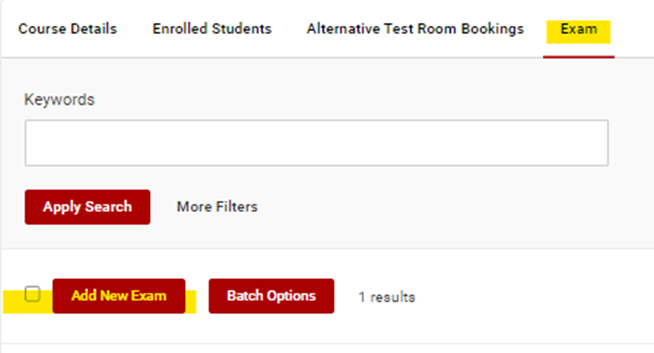 Course Details Enrolled Students Alternative Test Room Bookings Exam
Keywords
Apply Search More Filters
Add New Exam Batch Options 1 results